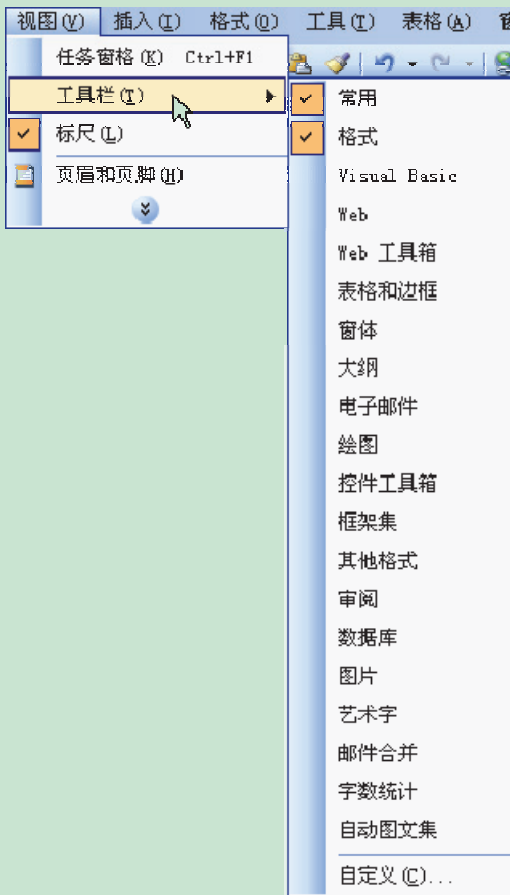 视图(V) 插入(I) 格式(O) 工具(T) 表格(A)
任务窗格(K) Ctrl+F1
工具栏(T)
标尺(L)
页眉和页脚(H)
常用
格式
Visual Basic
Web
Web 工具箱
表格和边框
窗体
大纲
电子邮件
绘图
控件工具箱
框架集
其他格式
审阅
数据库
图片
艺术字
邮件合并
字数统计
自动图文集
自定义(C)...